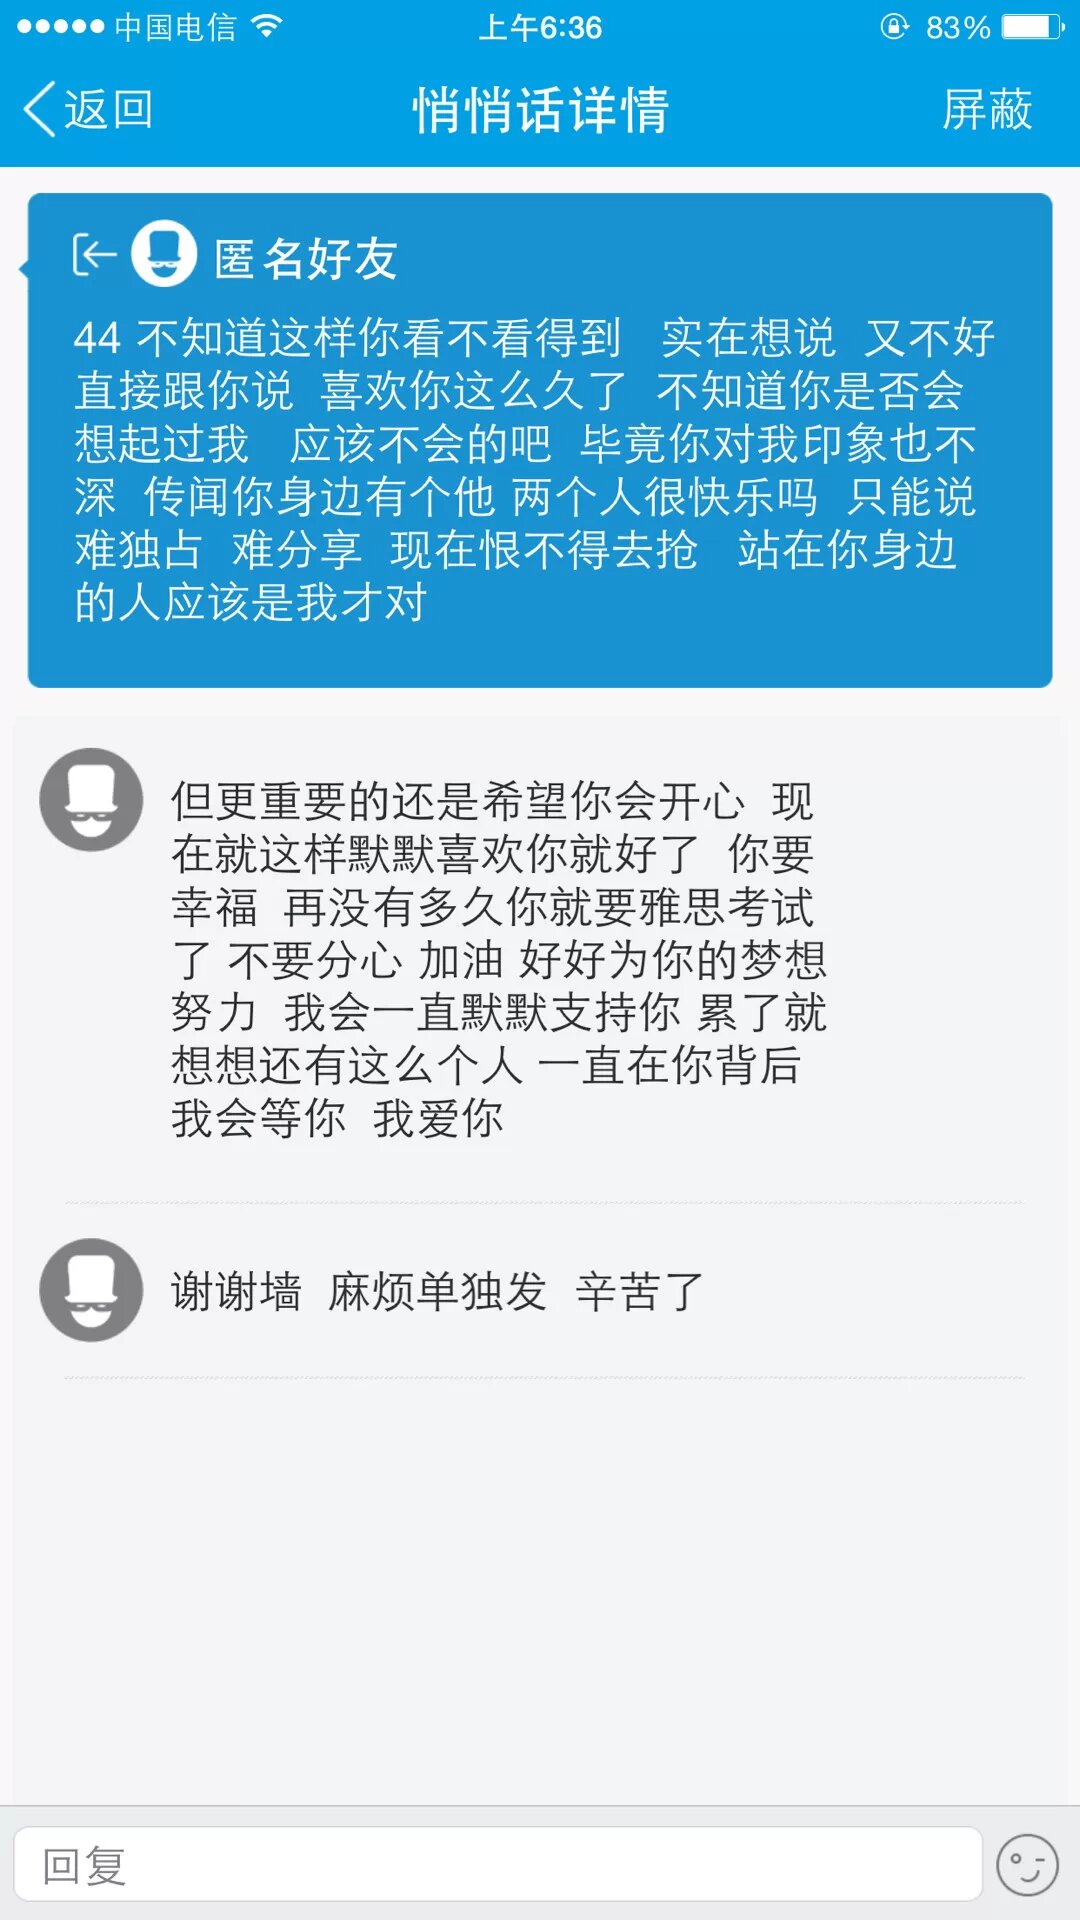 中国电信 上午6:36 83%
返回 悄悄话详情 屏蔽
匿名好友
44 不知道这样你看不看得到 实在想说 又不好
直接跟你说 喜欢你这么久了 不知道你是否会
想起过我 应该不会的吧 毕竟你对我印象也不
深 传闻你身边有个他 两个人很快乐吗 只能说
难独占 难分享 现在恨不得去抢 站在你身边
的人应该是我才对
但更重要的还是希望你会开心 现
在就这样默默喜欢你就好了 你要
幸福 再没有多久你就要雅思考试
了 不要分心 加油 好好为你的梦想
努力 我会一直默默支持你 累了就
想想还有这么个人 一直在你背后
我会等你 我爱你
谢谢墙 麻烦单独发 辛苦了
回复